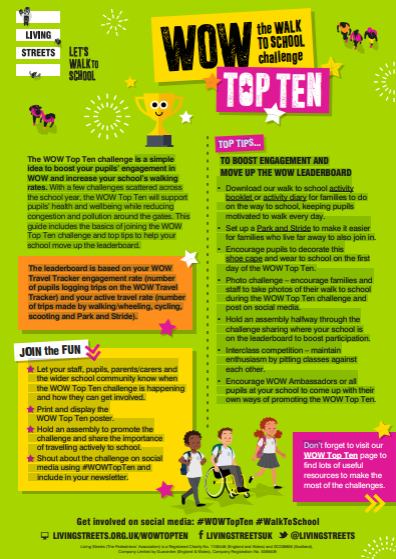 LIVING
STREETS
LET'S
WALK TO
SCHOOL
WOW the WALK
TO SCHOOL
challenge
TOP TEN
The WOW Top Ten challenge is a simple
idea to boost your pupils' engagement in
WOW and increase your school's walking
rates. With a few challenges scattered across
the school year, the WOW Top Ten will support
pupils' health and wellbeing while reducing
congestion and pollution around the gates. This
guide includes the basics of joining the WOW
Top Ten challenge and top tips to help your
school move up the leaderboard.
The leaderboard is based on your WOW
Travel Tracker engagement rate (number
of pupils logging trips on the WOW Travel
Tracker) and your active travel rate (number
of trips made by walking/wheeling, cycling,
scooting and Park and Stride).
JOIN the FUN
Let your staff, pupils, parents/carers and
the wider school community know when
the WOW Top Ten challenge is happening
and how they can get involved.
Print and display the
WOW Top Ten poster.
Hold an assembly to promote the
challenge and share the importance
of travelling actively to school.
Shout about the challenge on social
media using #WOWTopTen and
include in your newsletter.
TOP TIPS...
TO BOOST ENGAGEMENT AND
MOVE UP THE WOW LEADERBOARD
• Download our walk to school activity
booklet or activity diary for families to do
on the way to school, keeping pupils
motivated to walk every day.
• Set up a Park and Stride to make it easier
for families who live far away to also join in.
• Encourage pupils to decorate this
shoe cape and wear to school on the first
day of the WOW Top Ten.
• Photo challenge – encourage families and
staff to take photos of their walk to school
during the WOW Top Ten challenge and
post on social media.
• Hold an assembly halfway through the
challenge sharing where your school is
on the leaderboard to boost participation.
• Interclass competition – maintain
enthusiasm by pitting classes against
each other.
• Encourage WOW Ambassadors or all
pupils at your school to come up with their
own ways of promoting the WOW Top Ten.
Don't forget to visit our
WOW Top Ten page to
find lots of useful
resources to make the
most of the challenges.
Get involved on social media: #WOWTopTen #WalkToSchool
LIVINGSTREETS.ORG.UK/WOWTOPTEN LIVINGSTREETSUK @LIVINGSTREETS